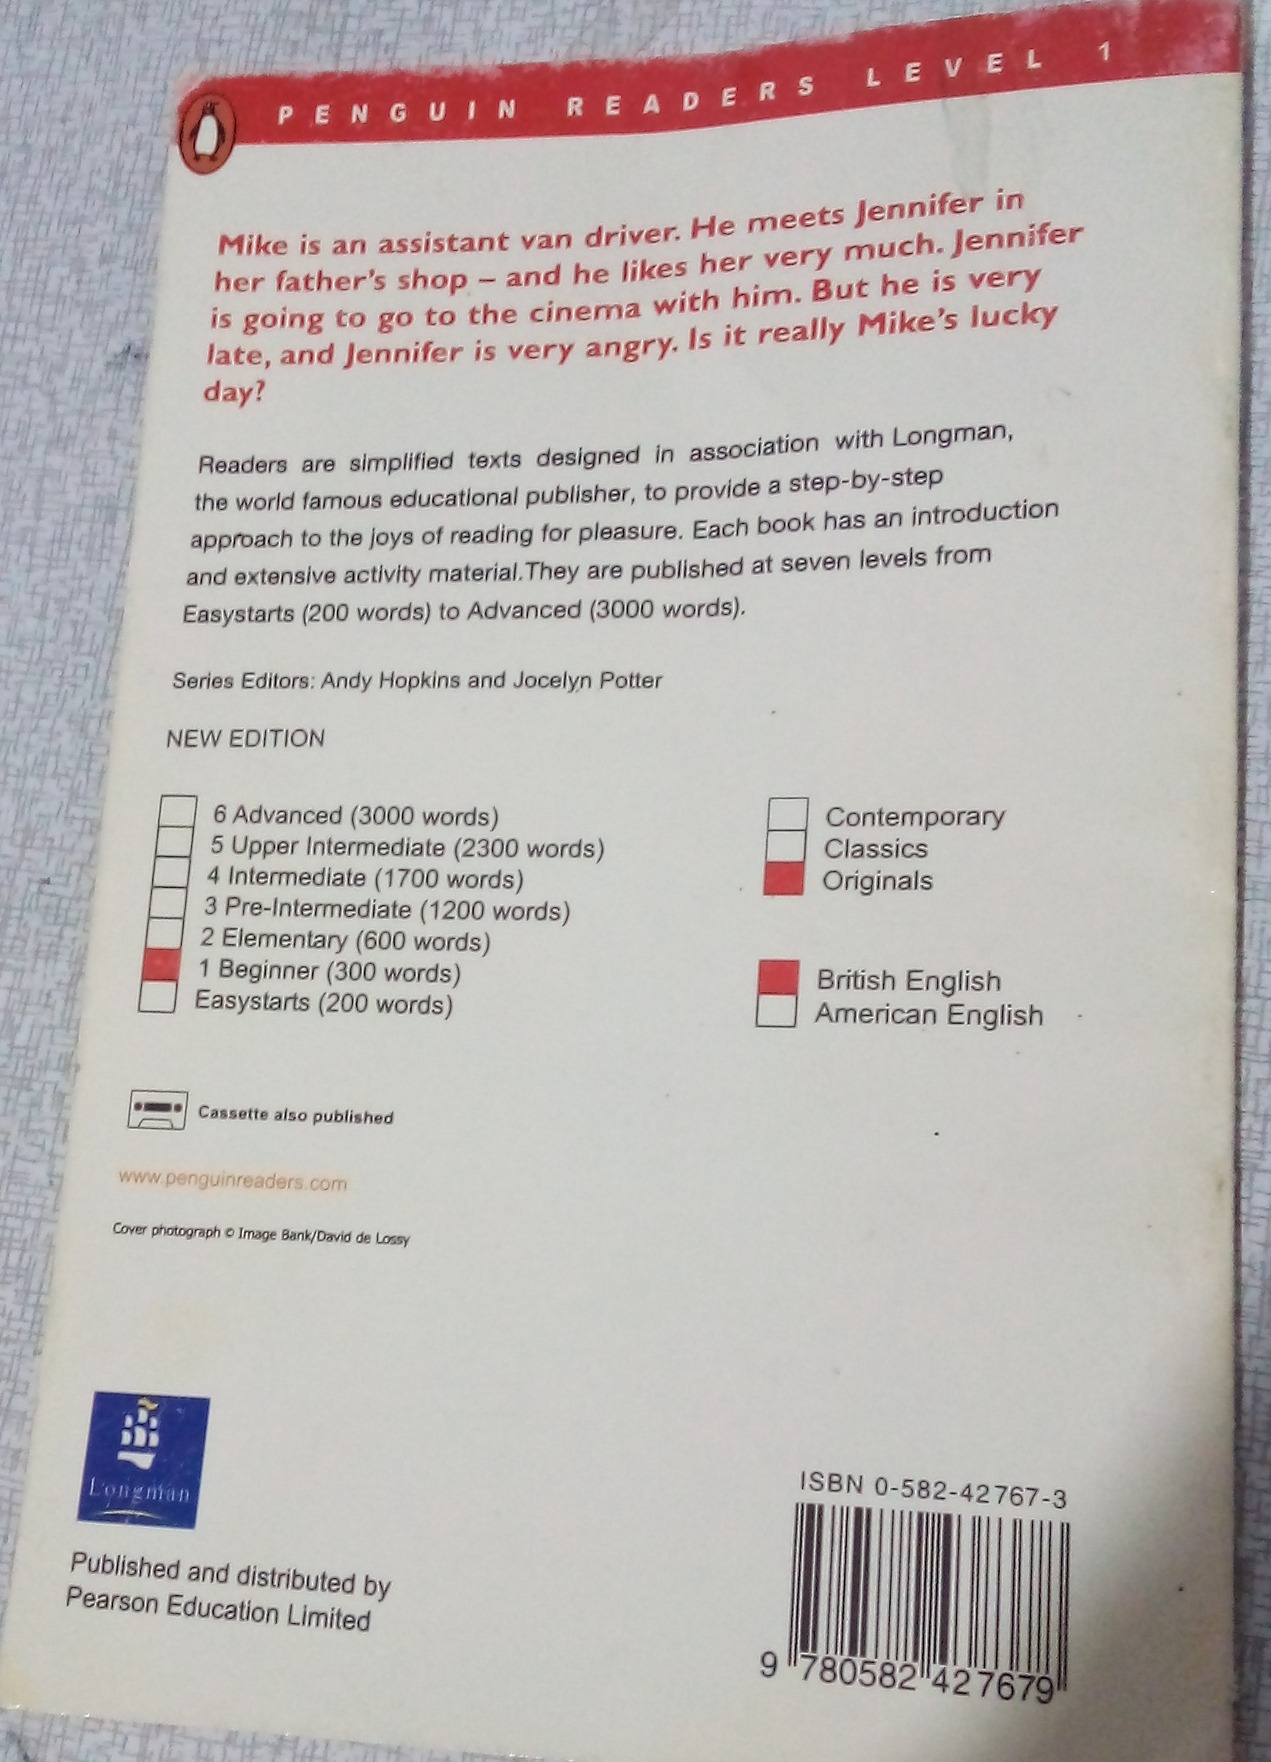 PENGUIN READERS LEVEL 1
Mike is an assistant van driver. He meets Jennifer in
her father's shop – and he likes her very much. Jennifer
is going to go to the cinema with him. But he is very
late, and Jennifer is very angry. Is it really Mike's lucky
day?
Readers are simplified texts designed in association with Longman,
the world famous educational publisher, to provide a step-by-step
approach to the joys of reading for pleasure. Each book has an introduction
and extensive activity material.They are published at seven levels from
Easystarts (200 words) to Advanced (3000 words).
Series Editors: Andy Hopkins and Jocelyn Potter
NEW EDITION
6 Advanced (3000 words)
5 Upper Intermediate (2300 words)
4 Intermediate (1700 words)
3 Pre-Intermediate (1200 words)
2 Elementary (600 words)
1 Beginner (300 words)
Easystarts (200 words)
Contemporary
Classics
Originals
British English
American English
Cassette also published
www.penguinreaders.com
Cover photograph © Image Bank/David de Lossy
Longman
Published and distributed by
Pearson Education Limited
ISBN 0-582-42767-3
9 780582 427679